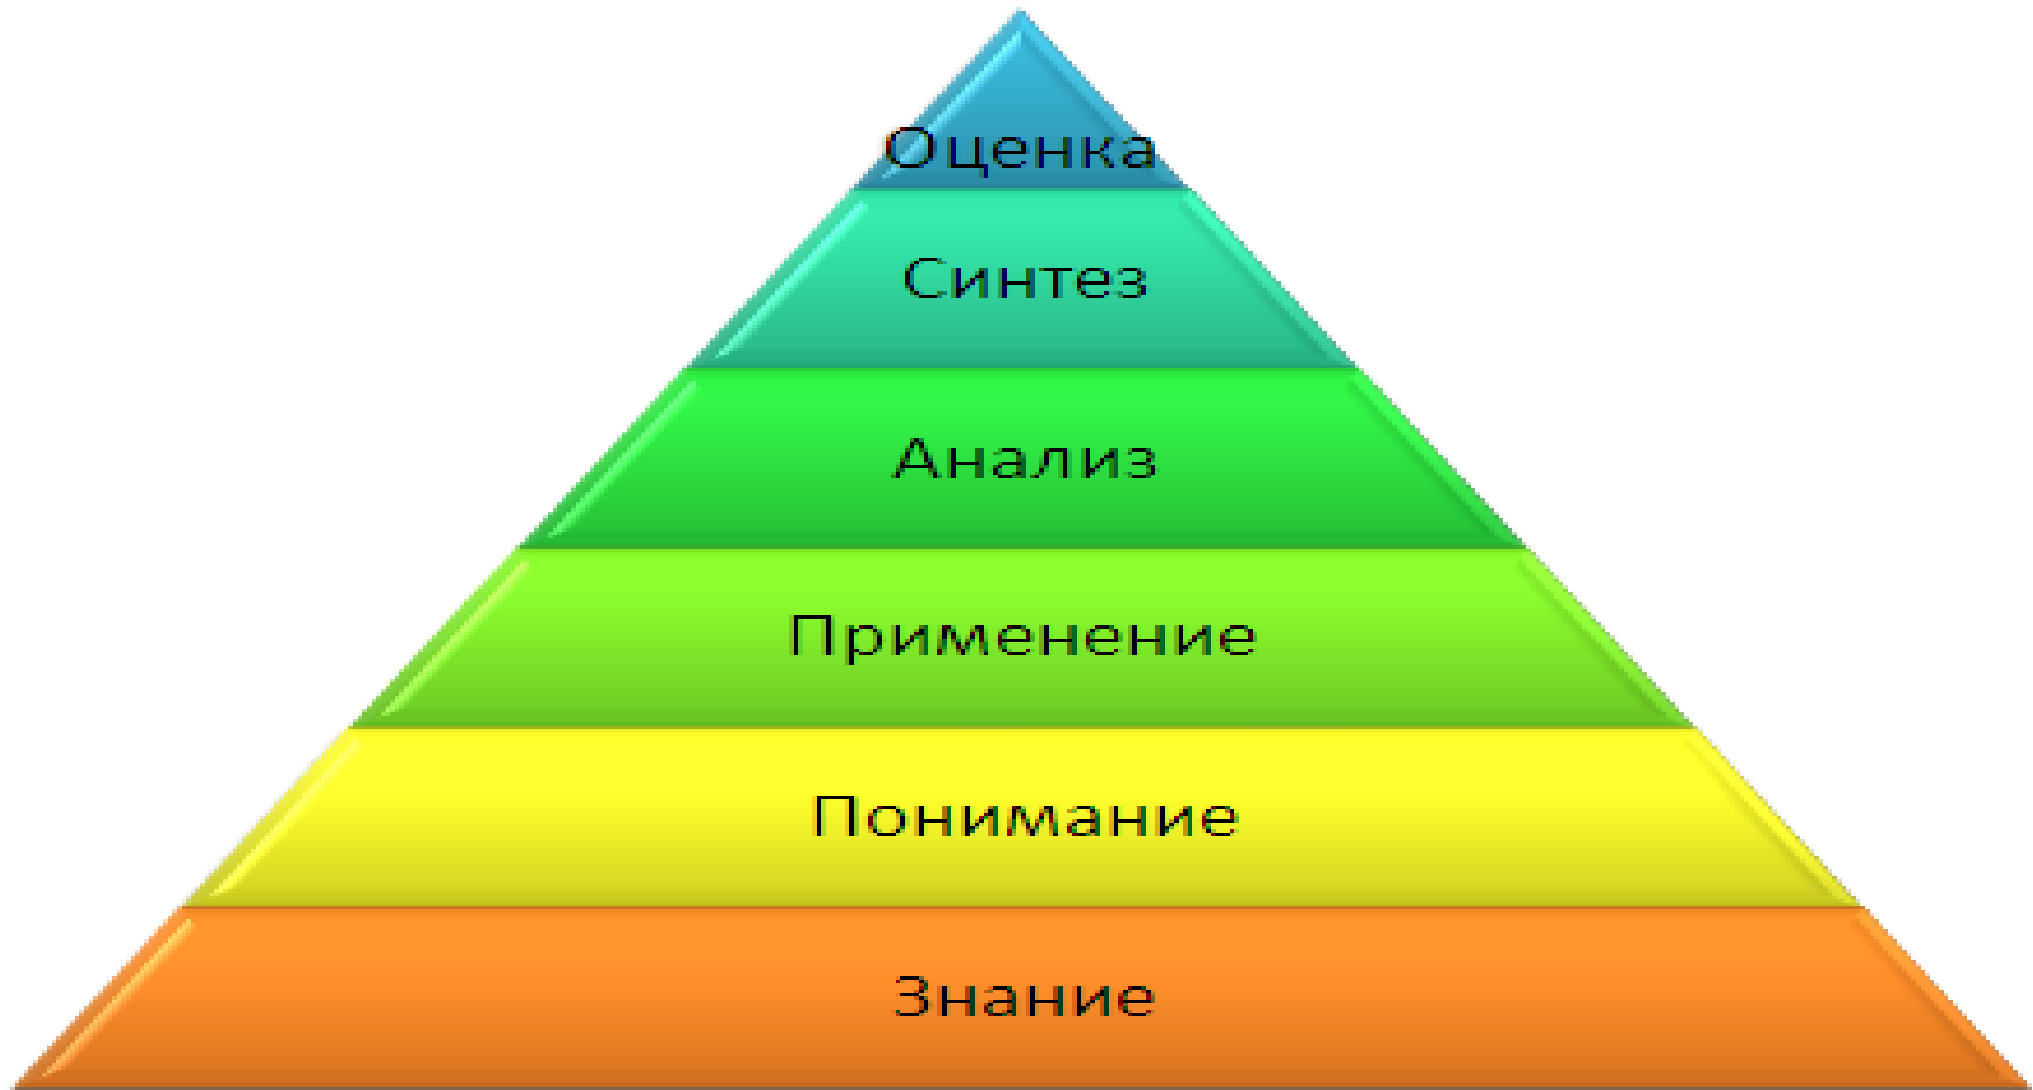 Оценка
Синтез
Анализ
Применение
Понимание
Знание